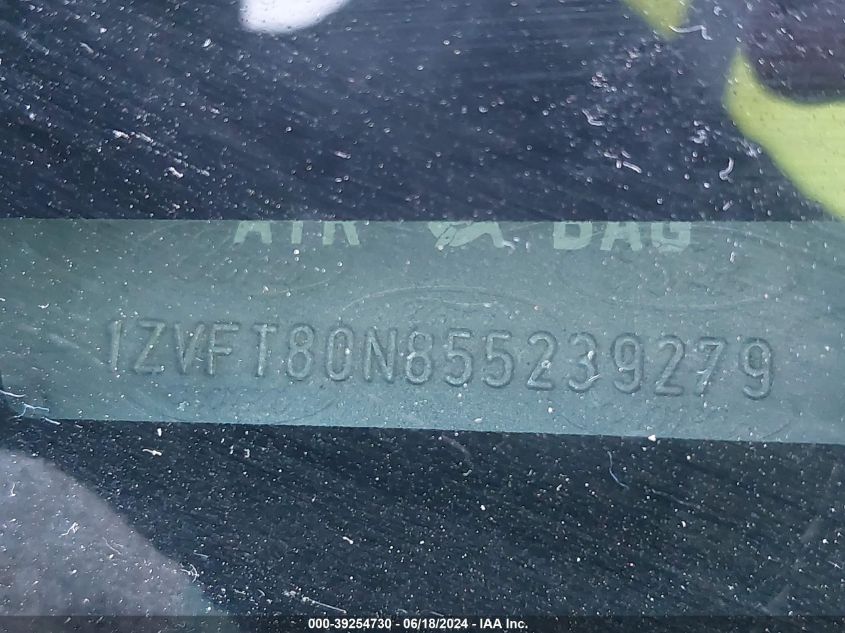 AIR BAG
1ZVFT80N855239279
000-39254730 - 06/18/2024 - IAA Inc.